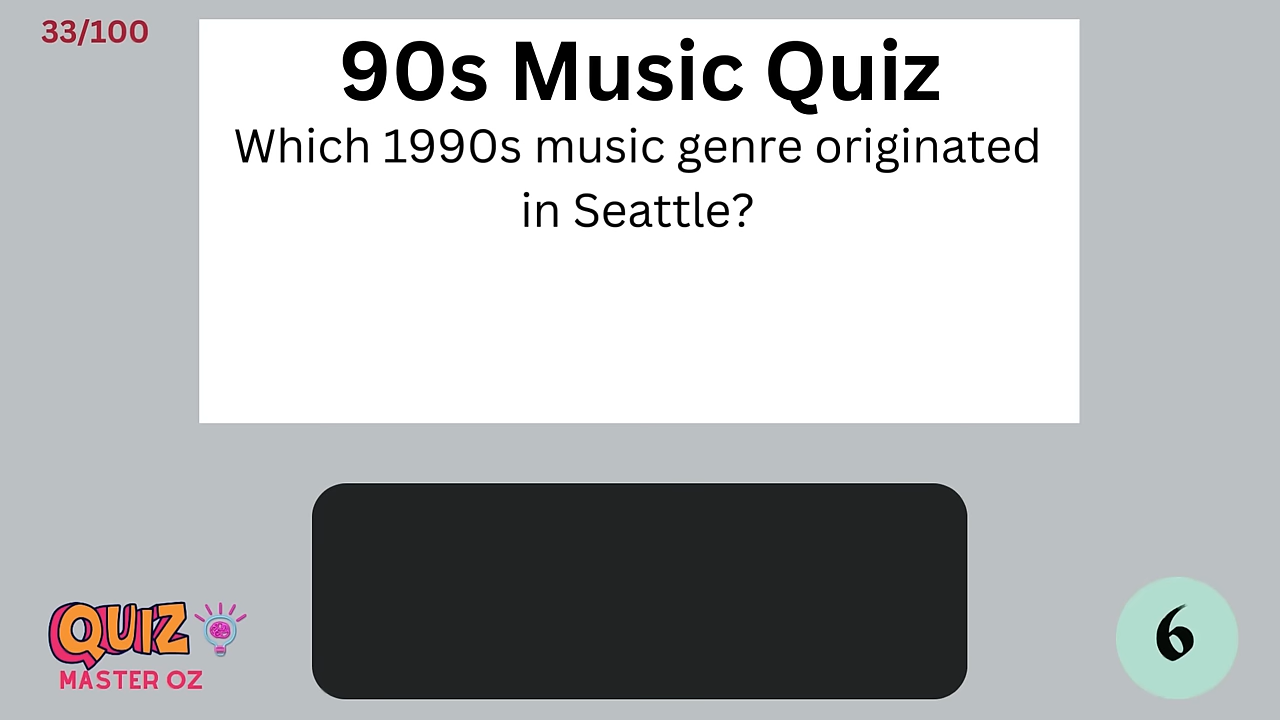 33/100
90s Music Quiz
Which 1990s music genre originated
in Seattle?
QUIZ
MASTER OZ
6